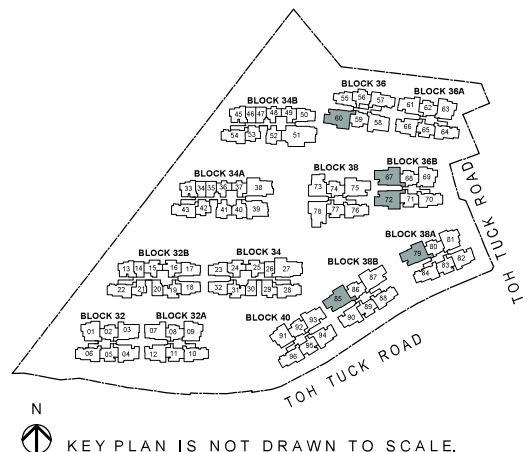 BLOCK 36
BLOCK 36A
55 56 57
61 62 63
60 59 58
66 65 64
BLOCK 34B
45 46 47 48 49 50
54 53 52 51
BLOCK 34A
33 34 35 36 37 38
43 42 41 40 39
BLOCK 38
73 74 75
78 77 76
BLOCK 36B
67 68 69
72 71 70
TOH TUCK ROAD
BLOCK 38A
79 80 81
84 83 82
BLOCK 32B
13 14 15 16 17
22 21 20 19 18
BLOCK 34
23 24 25 26 27
32 31 30 29 28
BLOCK 38B
85 86 87
90 89 88
BLOCK 32
01 02 03
06 05 04
BLOCK 32A
07 08 09
12 11 10
BLOCK 40
91 92 93
96 95 94
TOH TUCK ROAD
N
KEY PLAN IS NOT DRAWN TO SCALE.